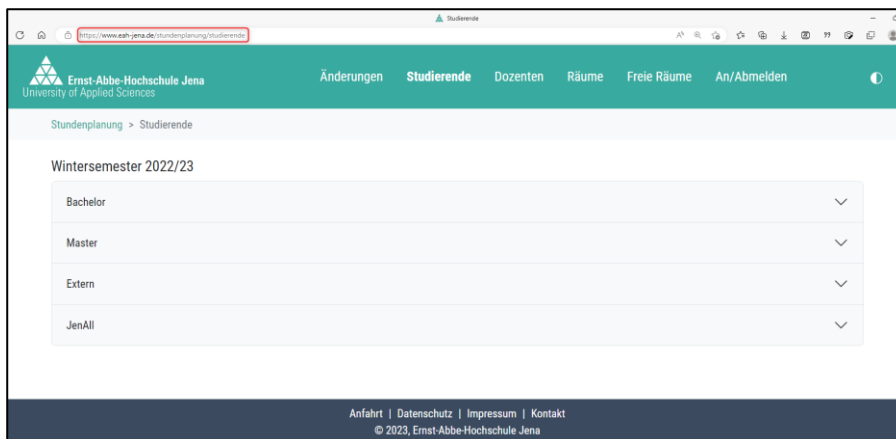 Studierende
https://www.eah-jena.de/stundenplanung/studierende
Ernst-Abbe-Hochschule Jena
University of Applied Sciences
Änderungen Studierende Dozenten Räume Freie Räume An/Abmelden
Stundenplanung > Studierende
Wintersemester 2022/23
Bachelor
Master
Extern
JenAll
Anfahrt | Datenschutz | Impressum | Kontakt
© 2023, Ernst-Abbe-Hochschule Jena